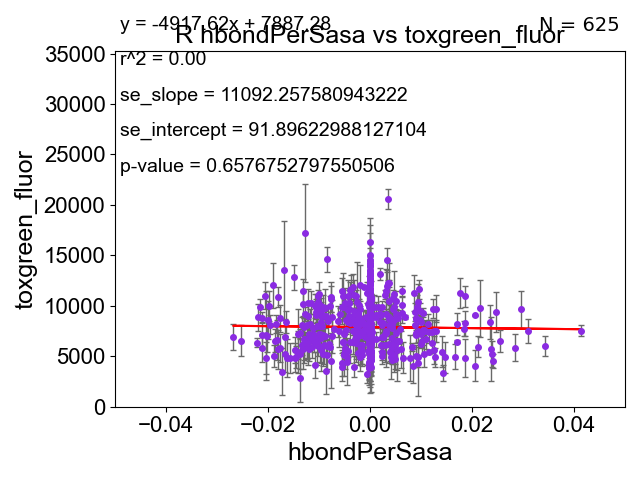 y = -4917.62x + 7887.28
N = 625
R hbondPerSasa vs toxgreen_fluor
r^2 = 0.00
se_slope = 11092.257580943222
se_intercept = 91.89622988127104
p-value = 0.6576752797550506
35000
30000
25000
20000
15000
10000
5000
0
toxgreen_fluor
−0.04 −0.02 0.00 0.02 0.04
hbondPerSasa